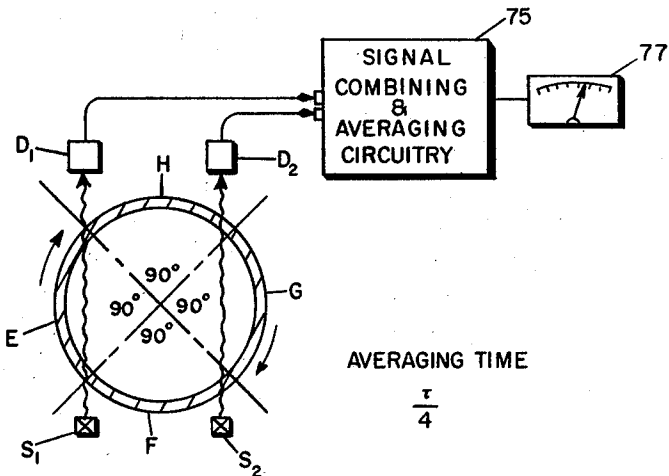 75
77
SIGNAL
COMBINING
&
AVERAGING
CIRCUITRY
D₁
D₂
H
90°
90° 90°
90°
G
E
F
AVERAGING TIME
τ
4
S₁
S₂